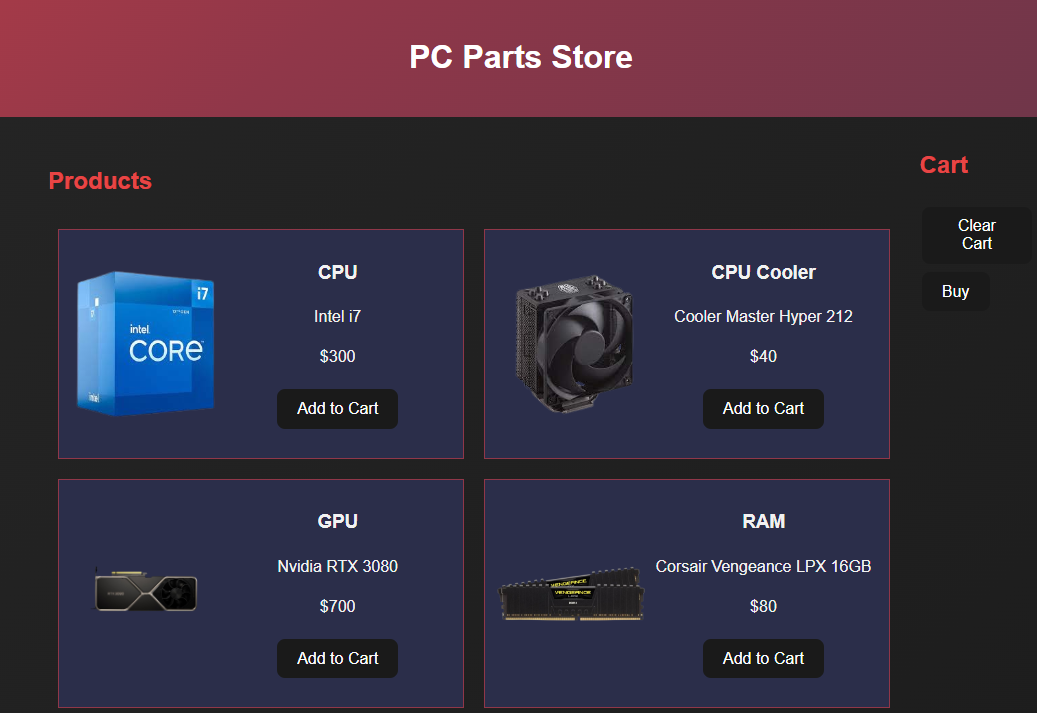 PC Parts Store
Products
Cart
Clear
Cart
Buy
CPU
Intel i7
$300
Add to Cart
i7
intel
CORE
intel
CPU Cooler
Cooler Master Hyper 212
$40
Add to Cart
GPU
Nvidia RTX 3080
$700
Add to Cart
RAM
Corsair Vengeance LPX 16GB
$80
Add to Cart
VENGEANCE
VENGEANCE